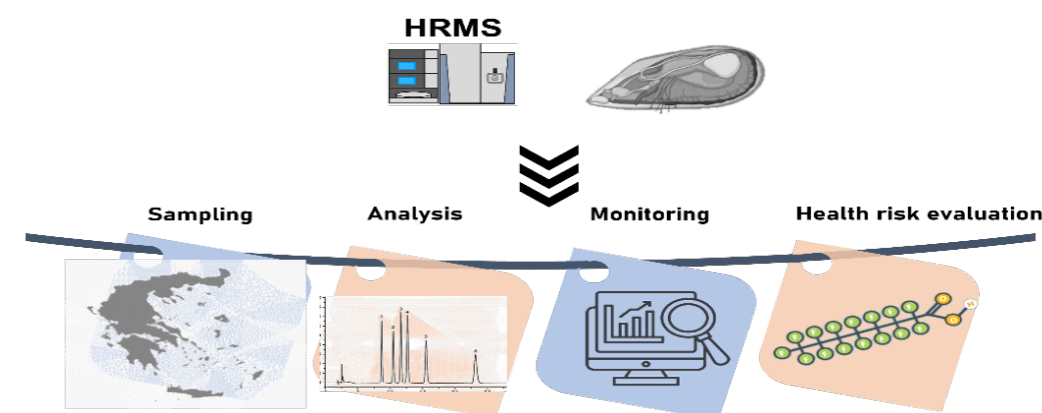 HRMS
Sampling
Analysis
Monitoring
Health risk evaluation
O
H
O